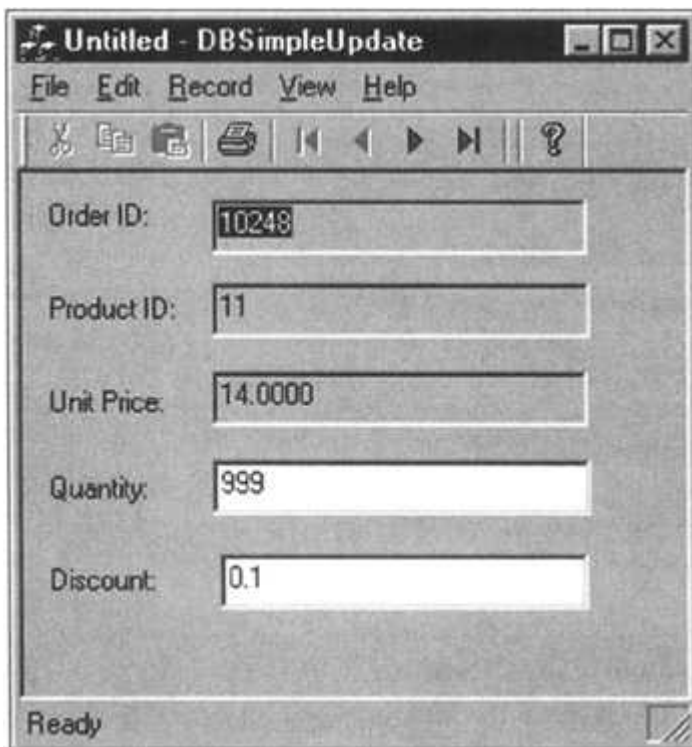 Untitled - DBSimpleUpdate
File Edit Record View Help
Order ID: 10248
Product ID: 11
Unit Price: 14.0000
Quantity: 999
Discount: 0.1
Ready